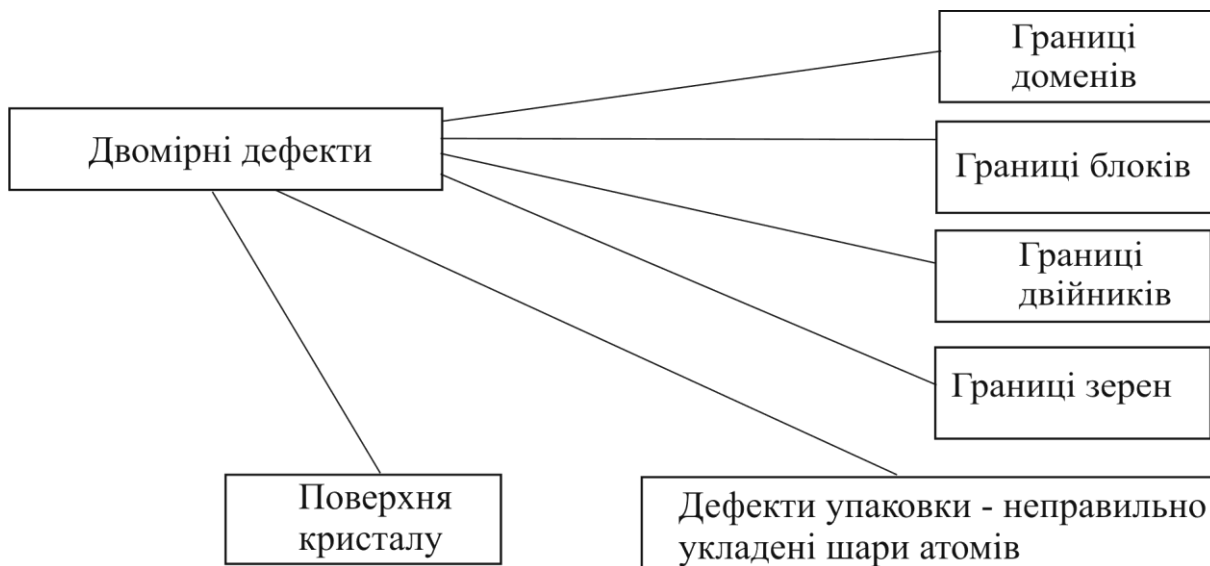 Границі
доменів
Двомірні дефекти
Границі блоків
Границі
двійників
Границі зерен
Поверхня
кристалу
Дефекти упаковки - неправильно
укладені шари атомів